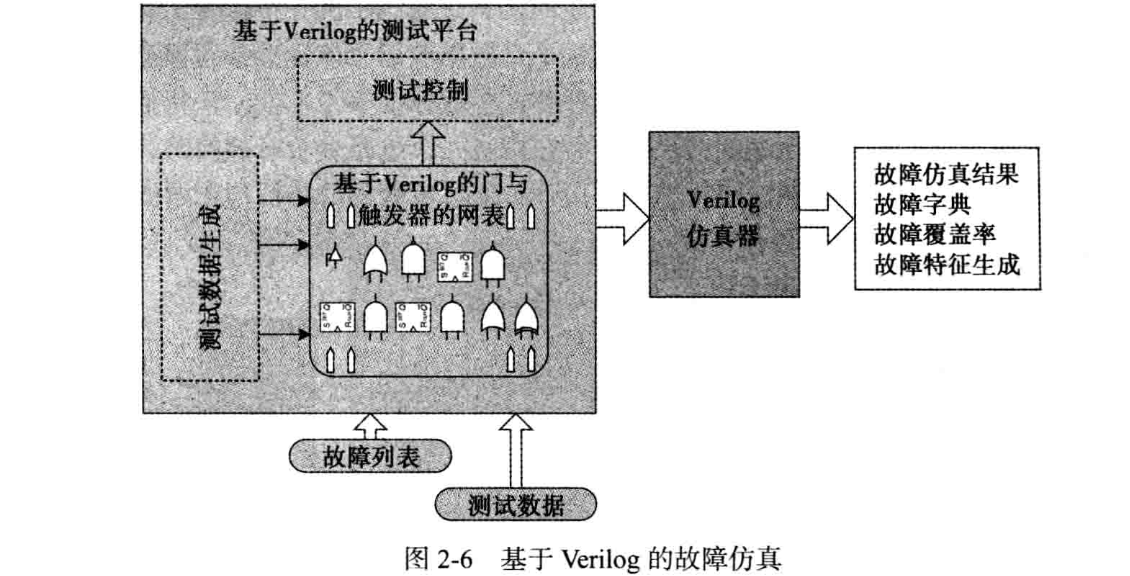 基于Verilog的测试平台
测试控制
测试数据生成
基于Verilog的门与
触发器的网表
Verilog
仿真器
故障仿真结果
故障字典
故障覆盖率
故障特征生成
故障列表
测试数据
图 2-6 基于 Verilog 的故障仿真